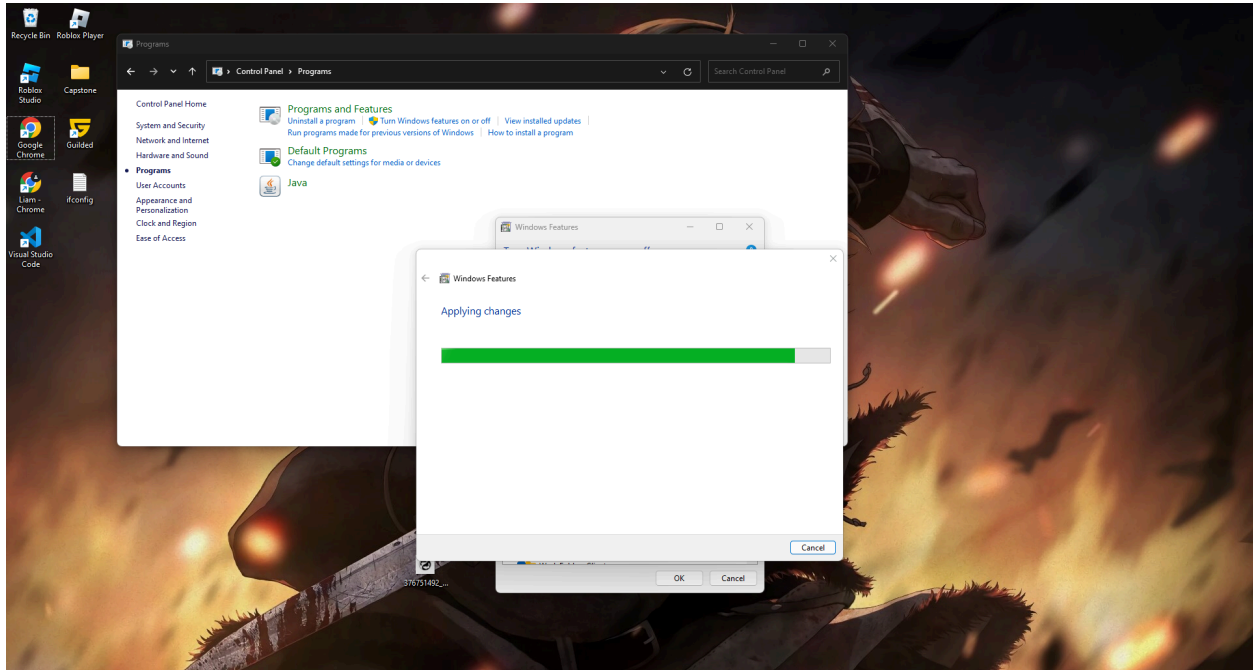 Recycle Bin
Roblox Player
Roblox
Studio
Capstone
Google
Chrome
Guilded
Liam -
Chrome
ifconfig
Visual Studio
Code
Programs
Control Panel › Programs
Search Control Panel
Control Panel Home
System and Security
Network and Internet
Hardware and Sound
Programs
User Accounts
Appearance and
Personalization
Clock and Region
Ease of Access
Programs and Features
Uninstall a program
Turn Windows features on or off
View installed updates
Run programs made for previous versions of Windows
How to install a program
Default Programs
Change default settings for media or devices
Java
Windows Features
Windows Features
Applying changes
Cancel
OK
Cancel
376751492_...